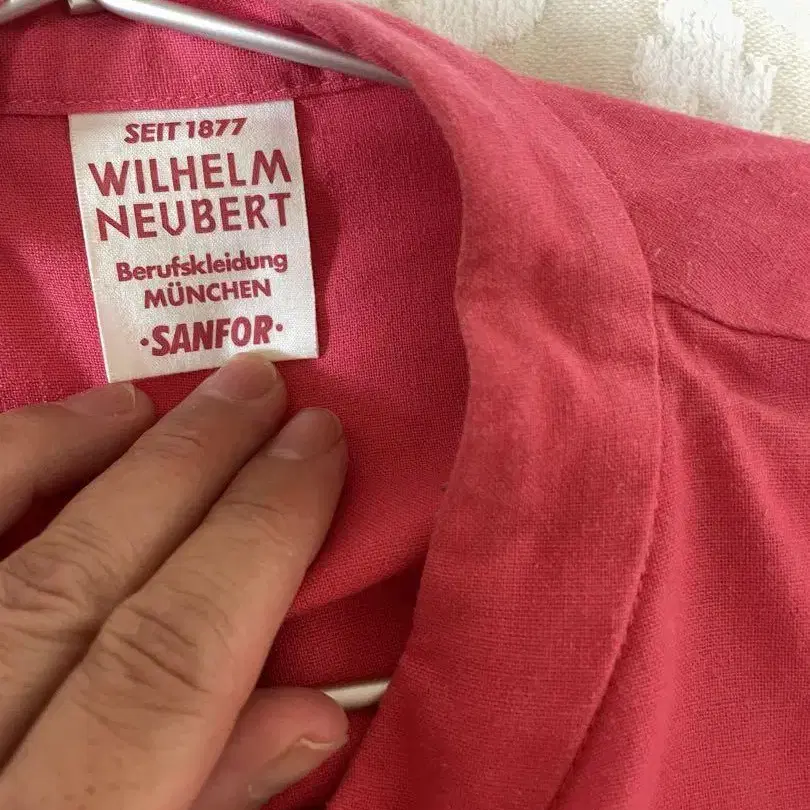 SEIT 1877
WILHELM
NEUBERT
Berufskleidung
MÜNCHEN
·SANFOR·